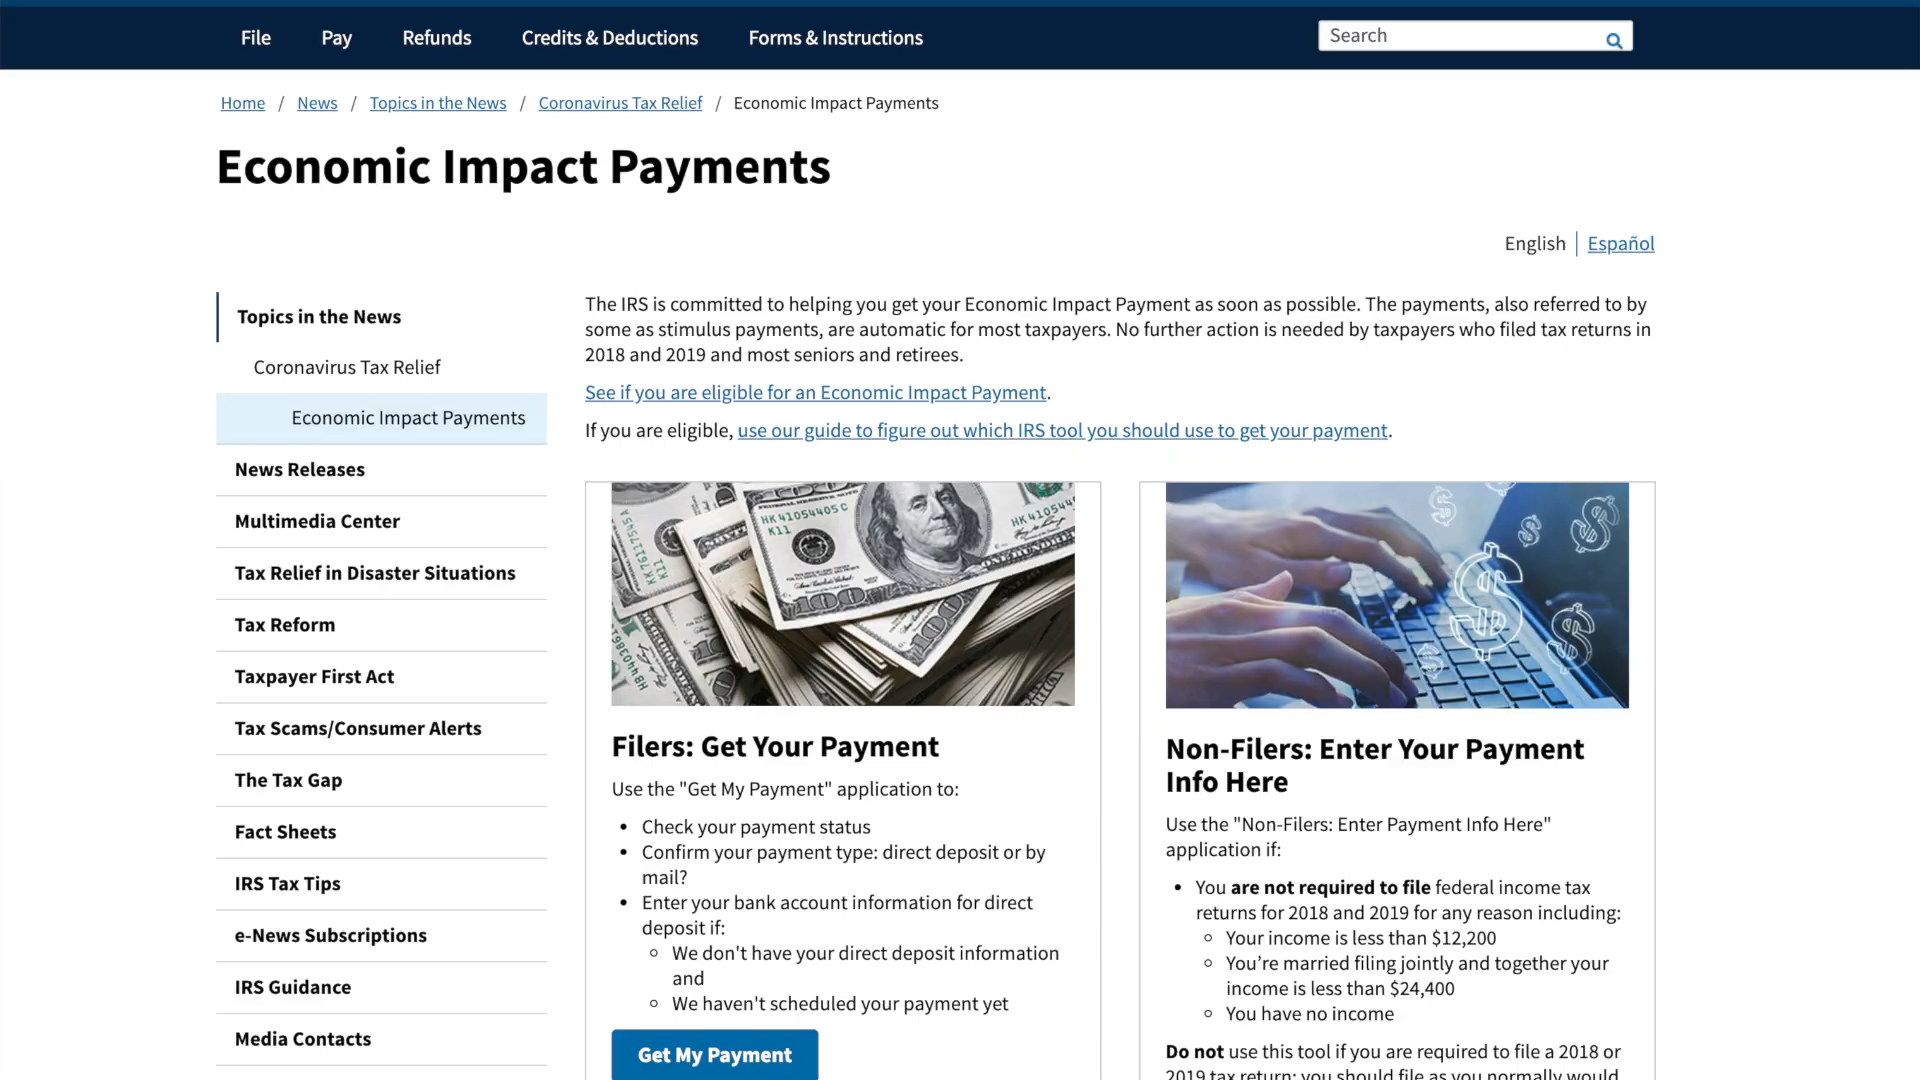 File
Pay
Refunds
Credits & Deductions
Forms & Instructions
Search
Home / News / Topics in the News / Coronavirus Tax Relief / Economic Impact Payments
Economic Impact Payments
English | Español
Topics in the News
Coronavirus Tax Relief
Economic Impact Payments
News Releases
Multimedia Center
Tax Relief in Disaster Situations
Tax Reform
Taxpayer First Act
Tax Scams/Consumer Alerts
The Tax Gap
Fact Sheets
IRS Tax Tips
e-News Subscriptions
IRS Guidance
Media Contacts
The IRS is committed to helping you get your Economic Impact Payment as soon as possible. The payments, also referred to by
some as stimulus payments, are automatic for most taxpayers. No further action is needed by taxpayers who filed tax returns in
2018 and 2019 and most seniors and retirees.
See if you are eligible for an Economic Impact Payment.
If you are eligible, use our guide to figure out which IRS tool you should use to get your payment.
HK41054405C
K11
100
100
Filers: Get Your Payment
Use the "Get My Payment" application to:
• Check your payment status
• Confirm your payment type: direct deposit or by
mail?
• Enter your bank account information for direct
deposit if:
◦ We don't have your direct deposit information
and
◦ We haven't scheduled your payment yet
Get My Payment
Non-Filers: Enter Your Payment
Info Here
Use the "Non-Filers: Enter Payment Info Here"
application if:
• You are not required to file federal income tax
returns for 2018 and 2019 for any reason including:
◦ Your income is less than $12,200
◦ You’re married filing jointly and together your
income is less than $24,400
◦ You have no income
Do not use this tool if you are required to file a 2018 or
2019 tax return; you should file as you normally would